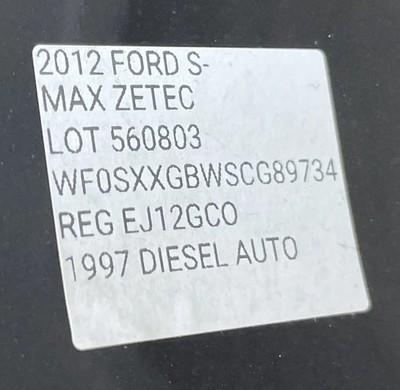 2012 FORD S-
MAX ZETEC
LOT 560803
WF0SXXGBWSCG89734
REG EJ12GCO
1997 DIESEL AUTO